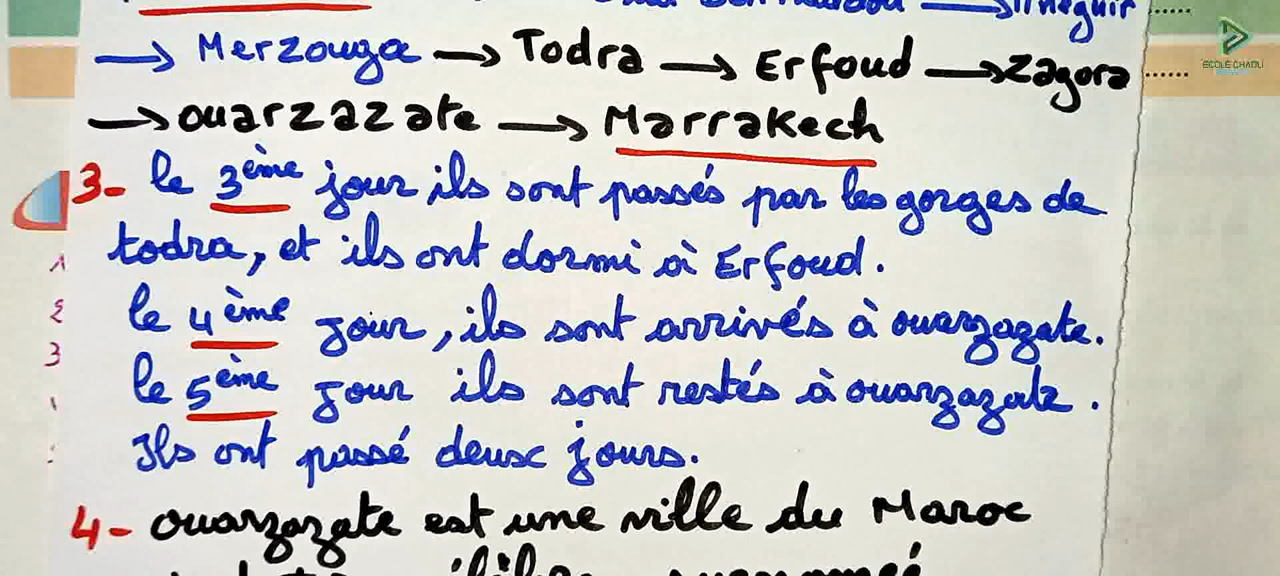 → Merzouga → Todra → Erfoud → Zagora ......
→ ouarzazate → Marrakech
3- le 3ème jour ils sont passés par les gorges de
todra, et ils ont dormi à Erfoud.
le 4ème jour, ils sont arrivés à ouarzazate.
le 5ème jour ils sont restés à ouarzazate.
Ils ont passé deux jours.
4- ouarzazate est une ville du Maroc
ECOLE CHADLI